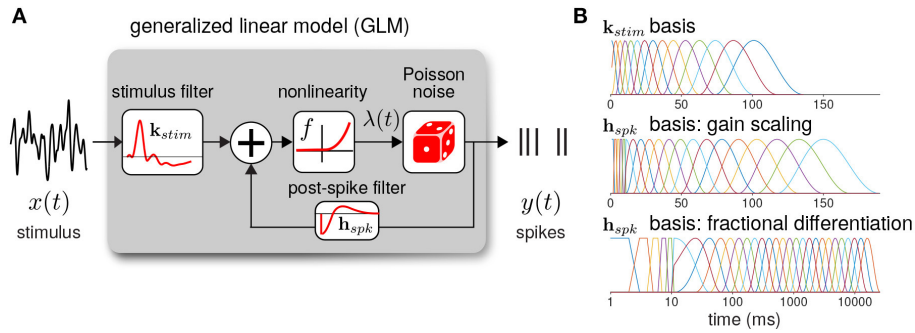 A
generalized linear model (GLM)
stimulus filter
k_stim
nonlinearity
f
λ(t)
Poisson
noise
+
post-spike filter
h_spk
x(t)
stimulus
y(t)
spikes
B
k_stim basis
0 50 100 150
h_spk basis: gain scaling
0 50 100 150
h_spk basis: fractional differentiation
1 10 100 1000 10000
time (ms)